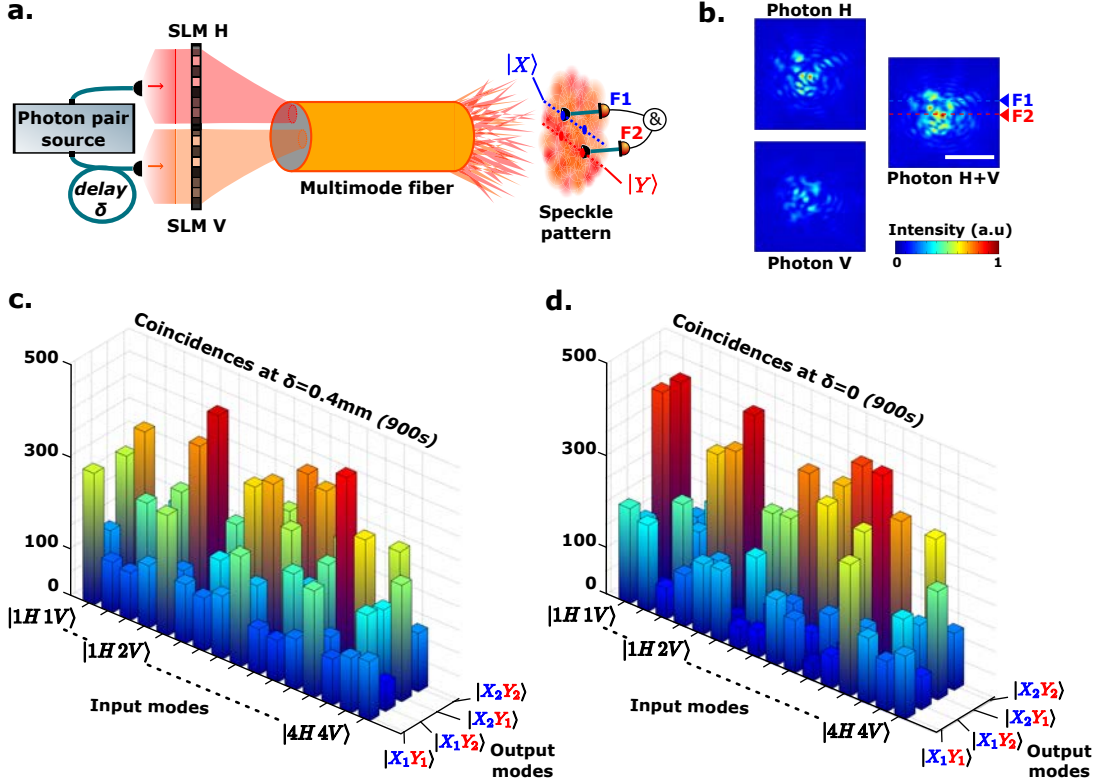 a.
SLM H
Photon pair
source
delay
δ
SLM V
Multimode fiber
|X⟩
F1
&
F2
|Y⟩
Speckle
pattern
b.
Photon H
F1
F2
Photon H+V
Photon V
Intensity (a.u)
0 1
c.
Coincidences at δ=0.4mm (900s)
500
300
100
0
|1H 1V⟩
|1H 2V⟩
|4H 4V⟩
Input modes
|X₂Y₂⟩
|X₂Y₁⟩
|X₁Y₂⟩
|X₁Y₁⟩
Output
modes
d.
Coincidences at δ=0 (900s)
500
300
100
0
|1H 1V⟩
|1H 2V⟩
|4H 4V⟩
Input modes
|X₂Y₂⟩
|X₂Y₁⟩
|X₁Y₂⟩
|X₁Y₁⟩
Output
modes